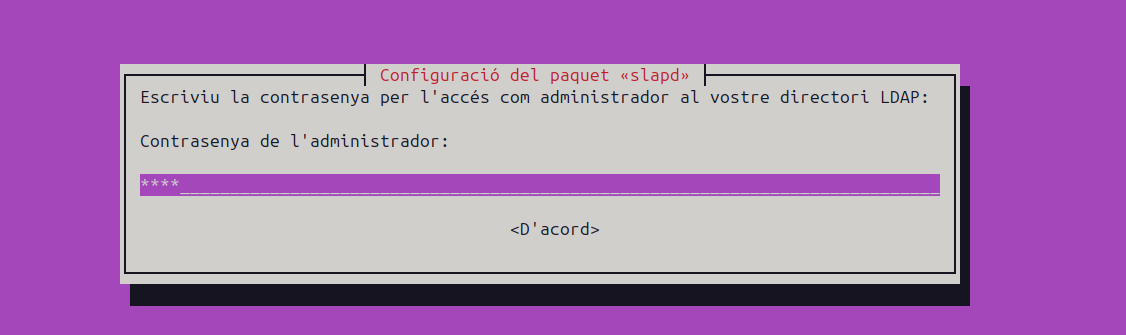 Configuració del paquet «slapd»
Escriviu la contrasenya per l'accés com administrador al vostre directori LDAP:
Contrasenya de l'administrador:
****________________________________________________________________________
<D'acord>